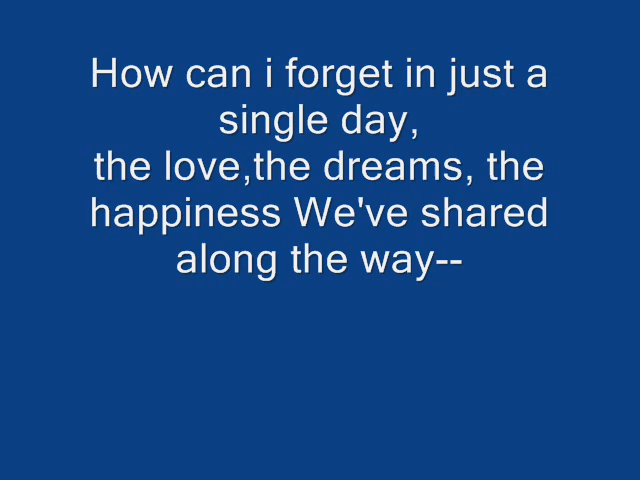 How can i forget in just a
single day,
the love,the dreams, the
happiness We've shared
along the way--